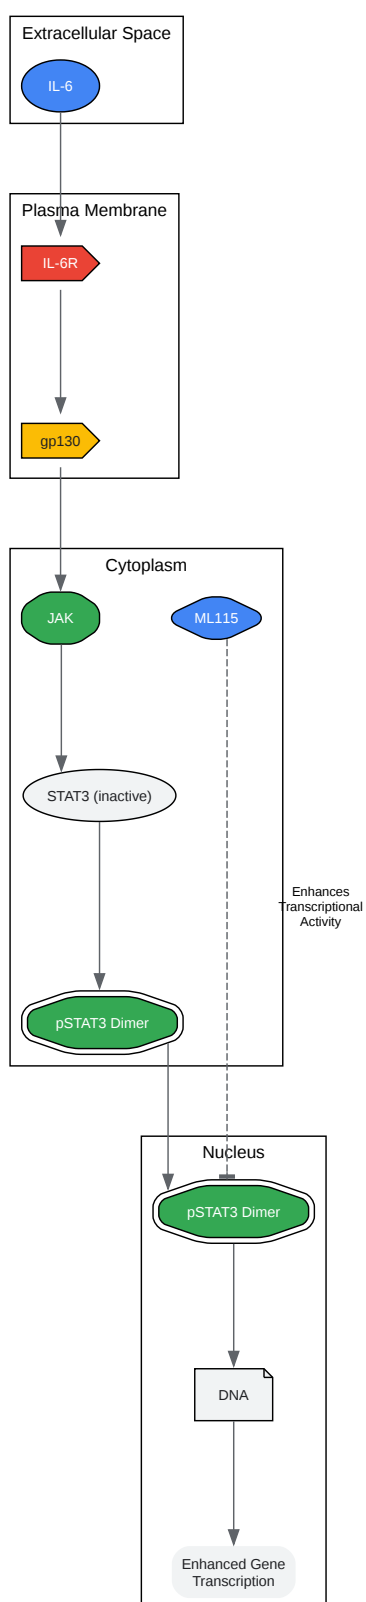 Extracellular Space
IL-6
Plasma Membrane
IL-6R
gp130
Cytoplasm
JAK
ML115
STAT3 (inactive)
Enhances
Transcriptional
Activity
pSTAT3 Dimer
Nucleus
pSTAT3 Dimer
DNA
Enhanced Gene
Transcription